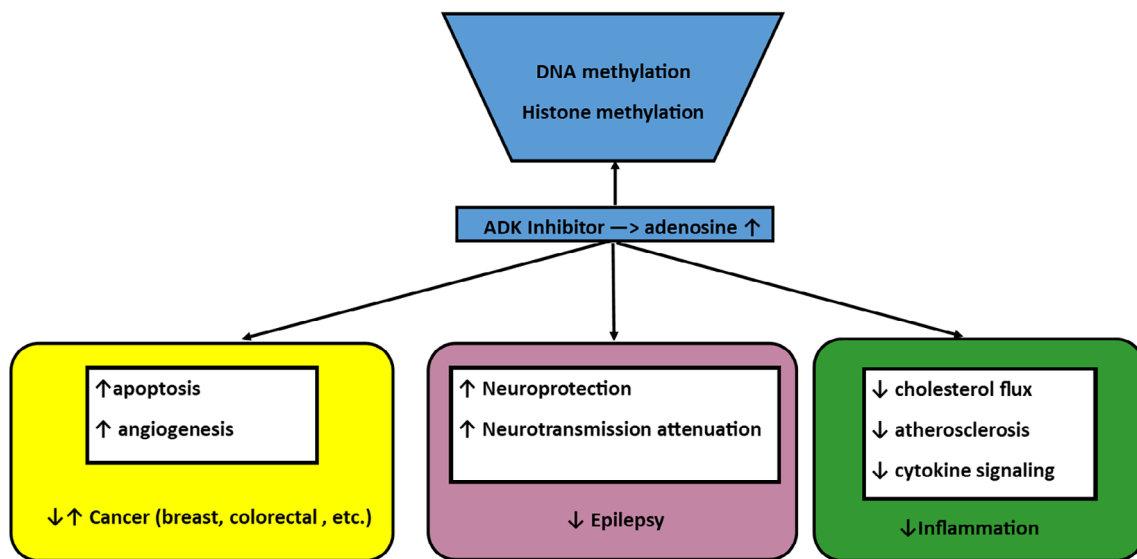 DNA methylation
Histone methylation
ADK Inhibitor —> adenosine ↑
↑apoptosis
↑ angiogenesis
↓↑ Cancer (breast, colorectal , etc.)
↑ Neuroprotection
↑ Neurotransmission attenuation
↓ Epilepsy
↓ cholesterol flux
↓ atherosclerosis
↓ cytokine signaling
↓Inflammation